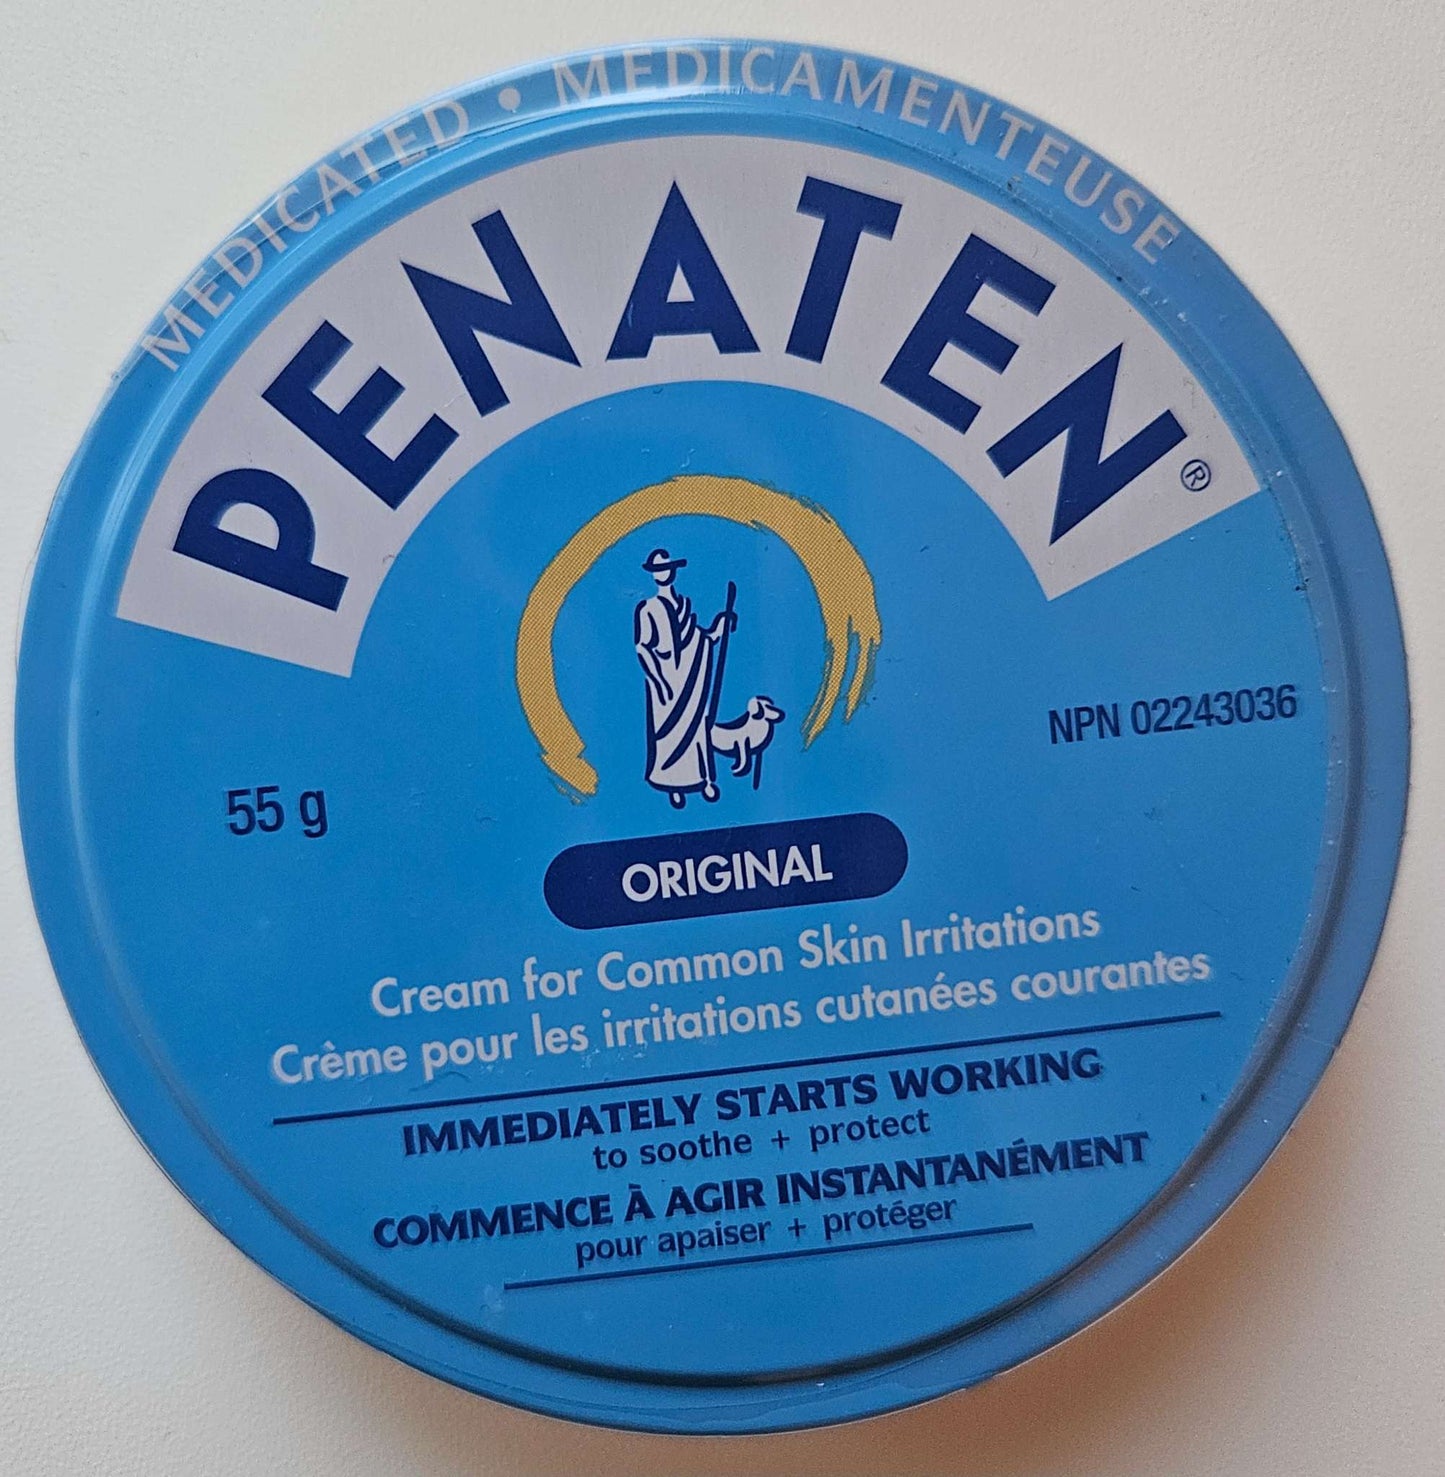 MEDICATED • MEDICAMENTEUSE
PENATEN®
NPN 02243036
55 g
ORIGINAL
Cream for Common Skin Irritations
Crème pour les irritations cutanées courantes
IMMEDIATELY STARTS WORKING
to soothe + protect
COMMENCE À AGIR INSTANTANÉMENT
pour apaiser + protéger